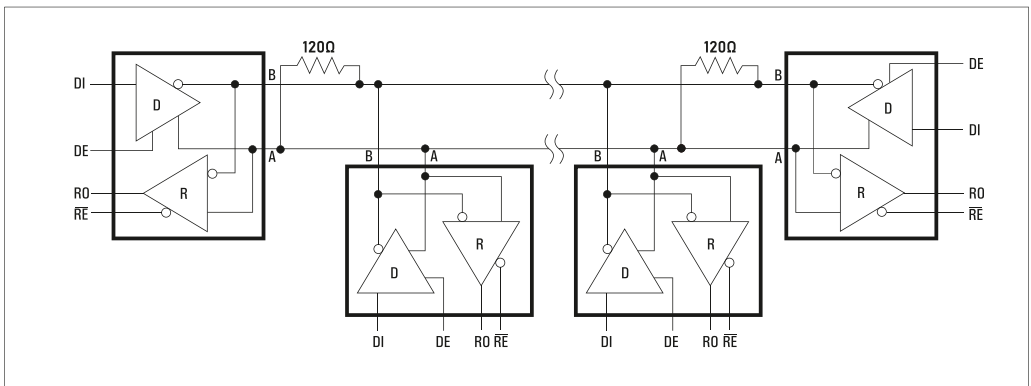 120Ω 120Ω
DI B B DE
D D
DE A B A B A A DI
RO R R RO
RE RE
R R
D D
DI DE RO RE DI DE RO RE